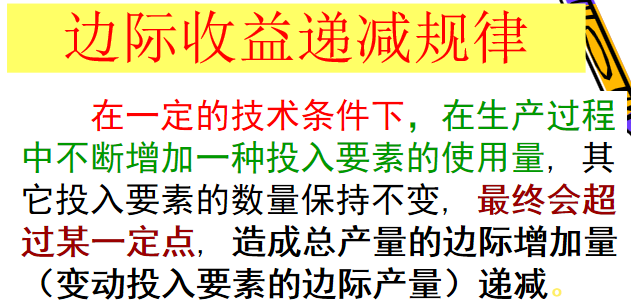 边际收益递减规律
在一定的技术条件下，在生产过程
中不断增加一种投入要素的使用量，其
它投入要素的数量保持不变，最终会超
过某一定点，造成总产量的边际增加量
（变动投入要素的边际产量）递减。